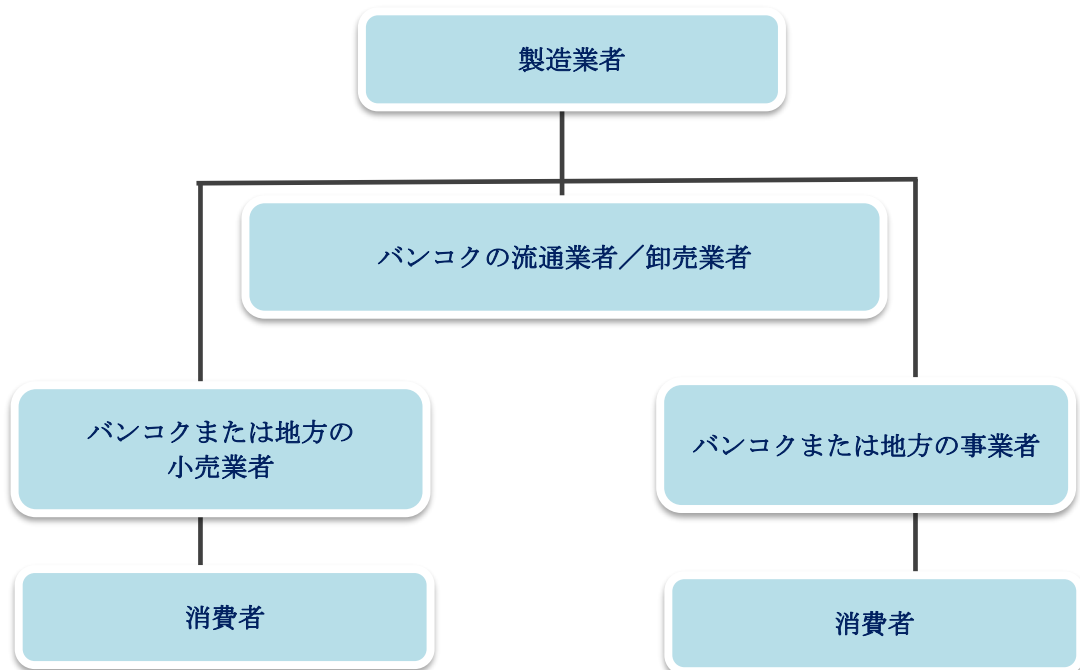 製造業者
バンコクの流通業者／卸売業者
バンコクまたは地方の
小売業者
バンコクまたは地方の事業者
消費者
消費者